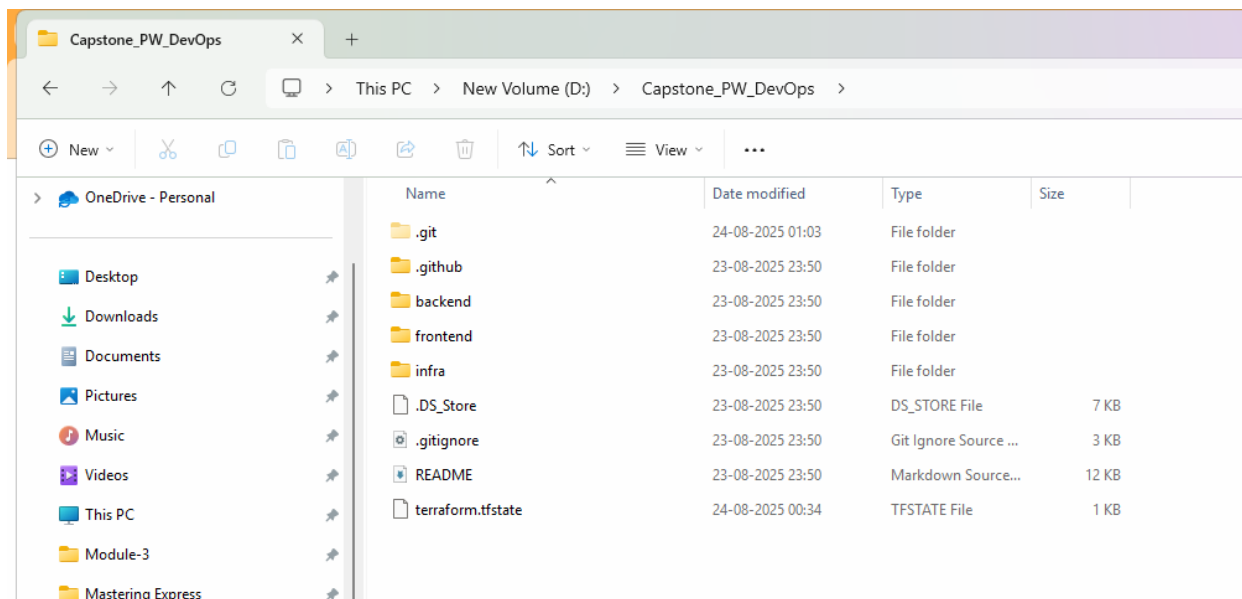 Capstone_PW_DevOps
This PC > New Volume (D:) > Capstone_PW_DevOps >
New Sort View
OneDrive - Personal
Desktop
Downloads
Documents
Pictures
Music
Videos
This PC
Module-3
Mastering Express
Name Date modified Type Size
.git 24-08-2025 01:03 File folder
.github 23-08-2025 23:50 File folder
backend 23-08-2025 23:50 File folder
frontend 23-08-2025 23:50 File folder
infra 23-08-2025 23:50 File folder
.DS_Store 23-08-2025 23:50 DS_STORE File 7 KB
.gitignore 23-08-2025 23:50 Git Ignore Source ... 3 KB
README 23-08-2025 23:50 Markdown Source... 12 KB
terraform.tfstate 24-08-2025 00:34 TFSTATE File 1 KB